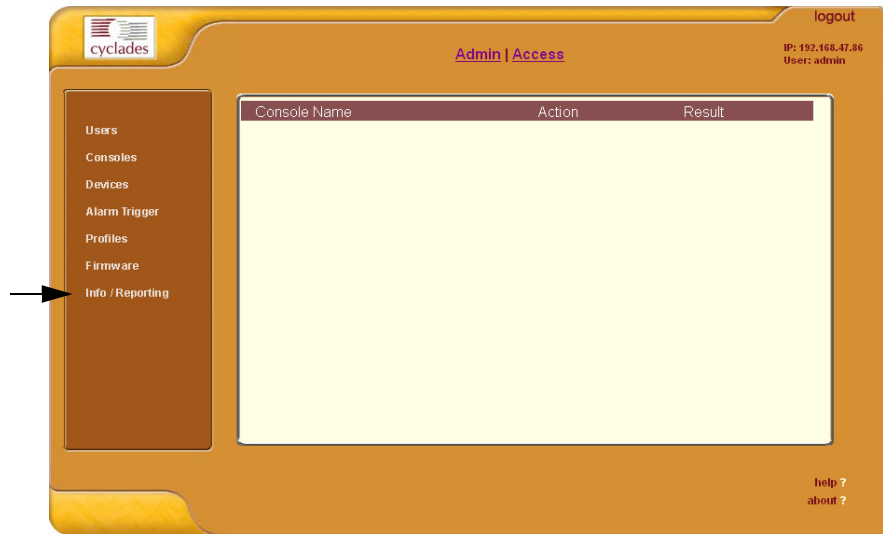 logout
cyclades
Admin | Access
IP: 192.168.47.86
User: admin
Console Name Action Result
Users
Consoles
Devices
Alarm Trigger
Profiles
Firmware
Info / Reporting
help ?
about ?